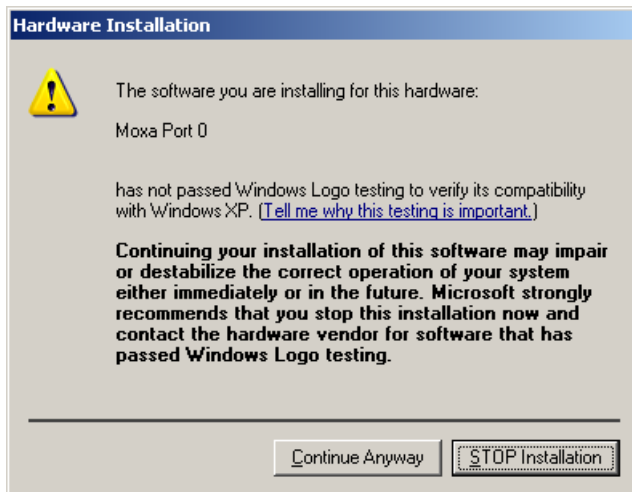 Hardware Installation
The software you are installing for this hardware:
Moxa Port 0
has not passed Windows Logo testing to verify its compatibility
with Windows XP. (Tell me why this testing is important.)
Continuing your installation of this software may impair
or destabilize the correct operation of your system
either immediately or in the future. Microsoft strongly
recommends that you stop this installation now and
contact the hardware vendor for software that has
passed Windows Logo testing.
Continue Anyway
STOP Installation